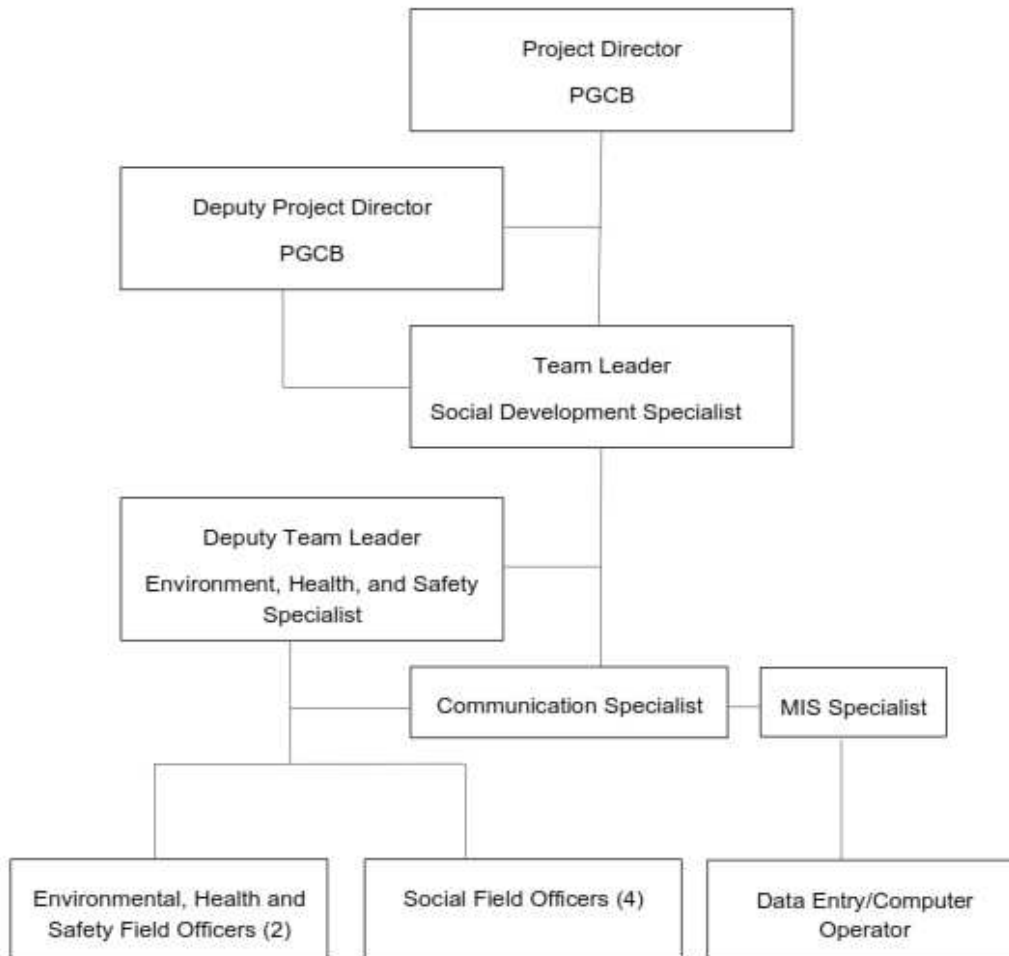 Project Director
PGCB
Deputy Project Director
PGCB
Team Leader
Social Development Specialist
Deputy Team Leader
Environment, Health, and Safety
Specialist
Communication Specialist
MIS Specialist
Environmental, Health and
Safety Field Officers (2)
Social Field Officers (4)
Data Entry/Computer
Operator